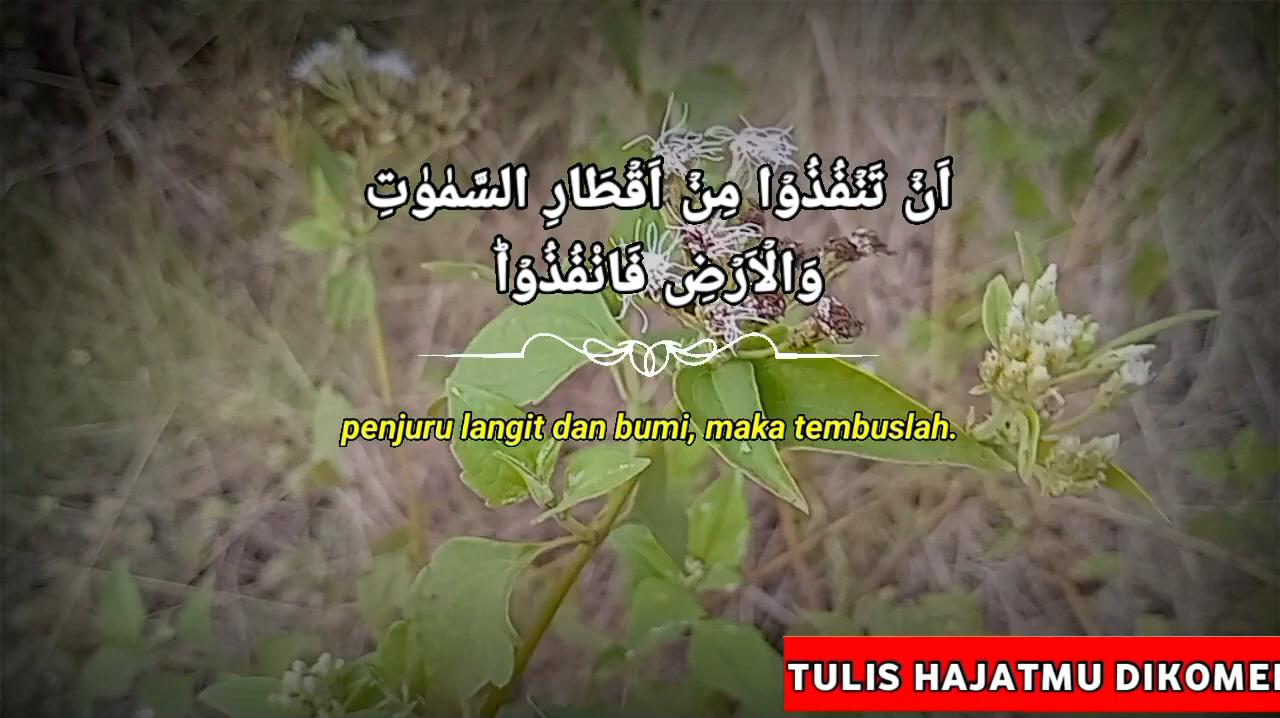 اَنْ تَنْفُذُوْا مِنْ اَقْطَارِ السَّمٰوٰتِ
وَالْاَرْضِ فَانْفُذُوْاۗ
penjuru langit dan bumi, maka tembuslah.
TULIS HAJATMU DIKOMEN